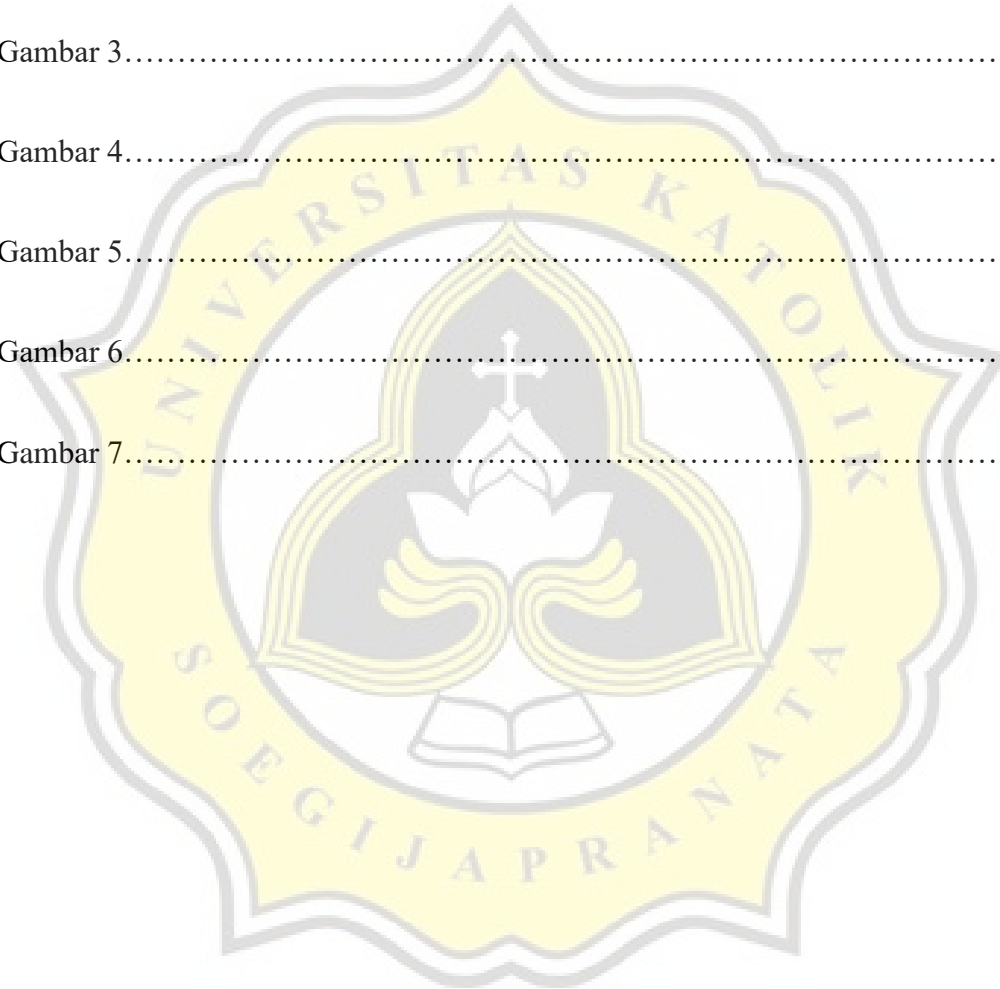 Gambar 3........................................................................
Gambar 4........................................................................
Gambar 5........................................................................
Gambar 6........................................................................
Gambar 7........................................................................
UNIVERSITAS KATOLIK
SOEGIJAPRANATA